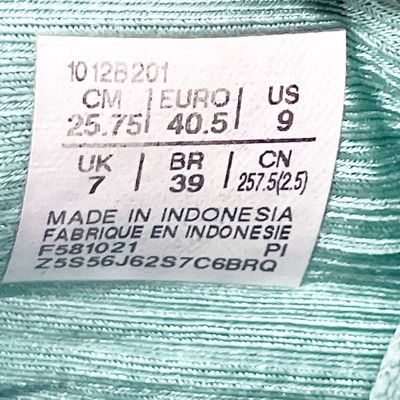 1012B201
CM | EURO | US
25.75 | 40.5 | 9
UK | BR | CN
7 | 39 | 257.5(2.5)
MADE IN INDONESIA
FABRIQUE EN INDONESIE
F581021 PI
Z5S56J62S7C6BRQ